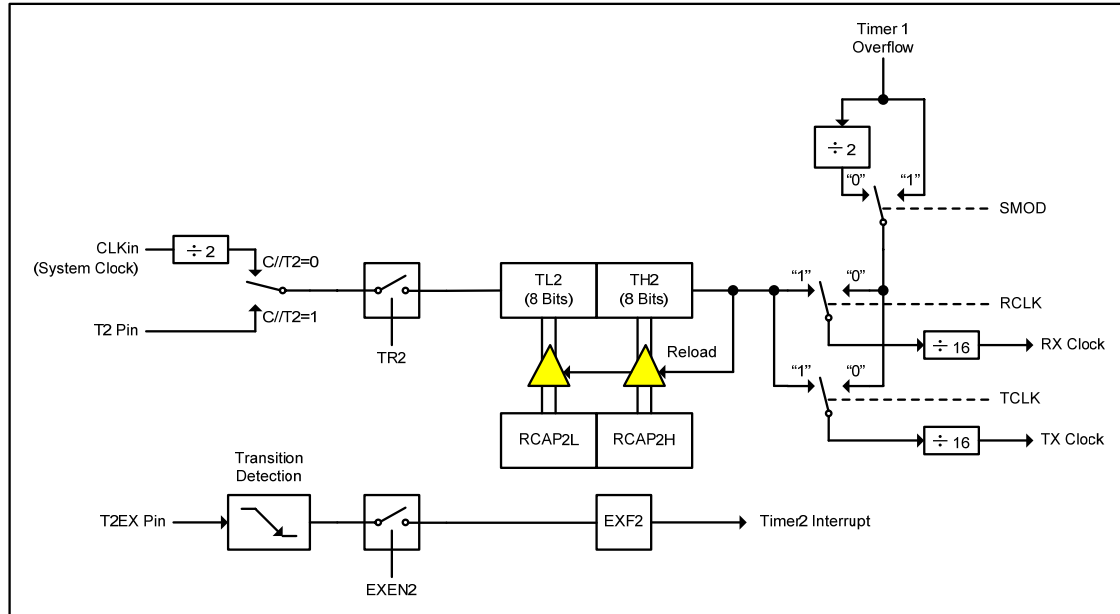 Timer 1
Overflow
÷ 2
“0”
“1”
SMOD
CLKin
(System Clock)
÷ 2
C//T2=0
T2 Pin
C//T2=1
TR2
TL2
(8 Bits)
TH2
(8 Bits)
Reload
RCAP2L
RCAP2H
“1”
“0”
RCLK
÷ 16
RX Clock
“1”
“0”
TCLK
÷ 16
TX Clock
Transition
Detection
T2EX Pin
EXEN2
EXF2
Timer2 Interrupt